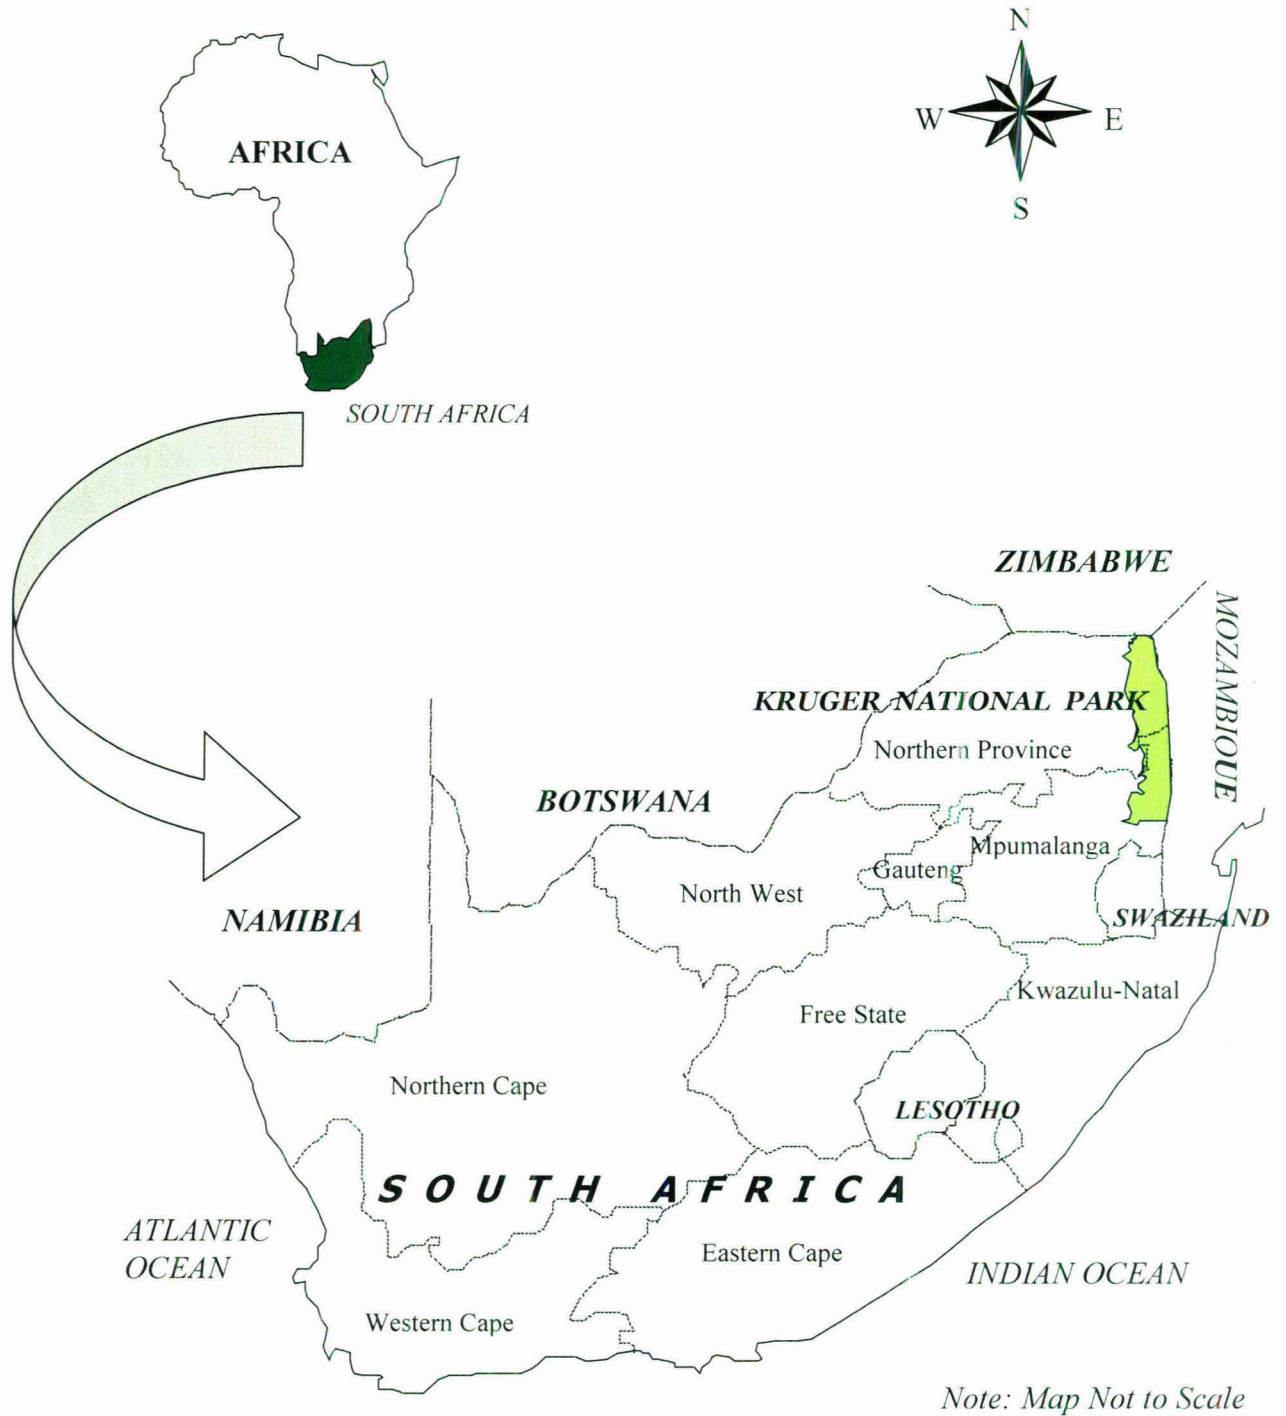 N
W E
S
AFRICA
SOUTH AFRICA
ZIMBABWE
MOZAMBIQUE
KRUGER NATIONAL PARK
Northern Province
BOTSWANA
Mpumalanga
Gauteng
North West
NAMIBIA
SWAZILAND
Kwazulu-Natal
Free State
Northern Cape
LESOTHO
SOUTH AFRICA
ATLANTIC
OCEAN
Eastern Cape
INDIAN OCEAN
Western Cape
Note: Map Not to Scale